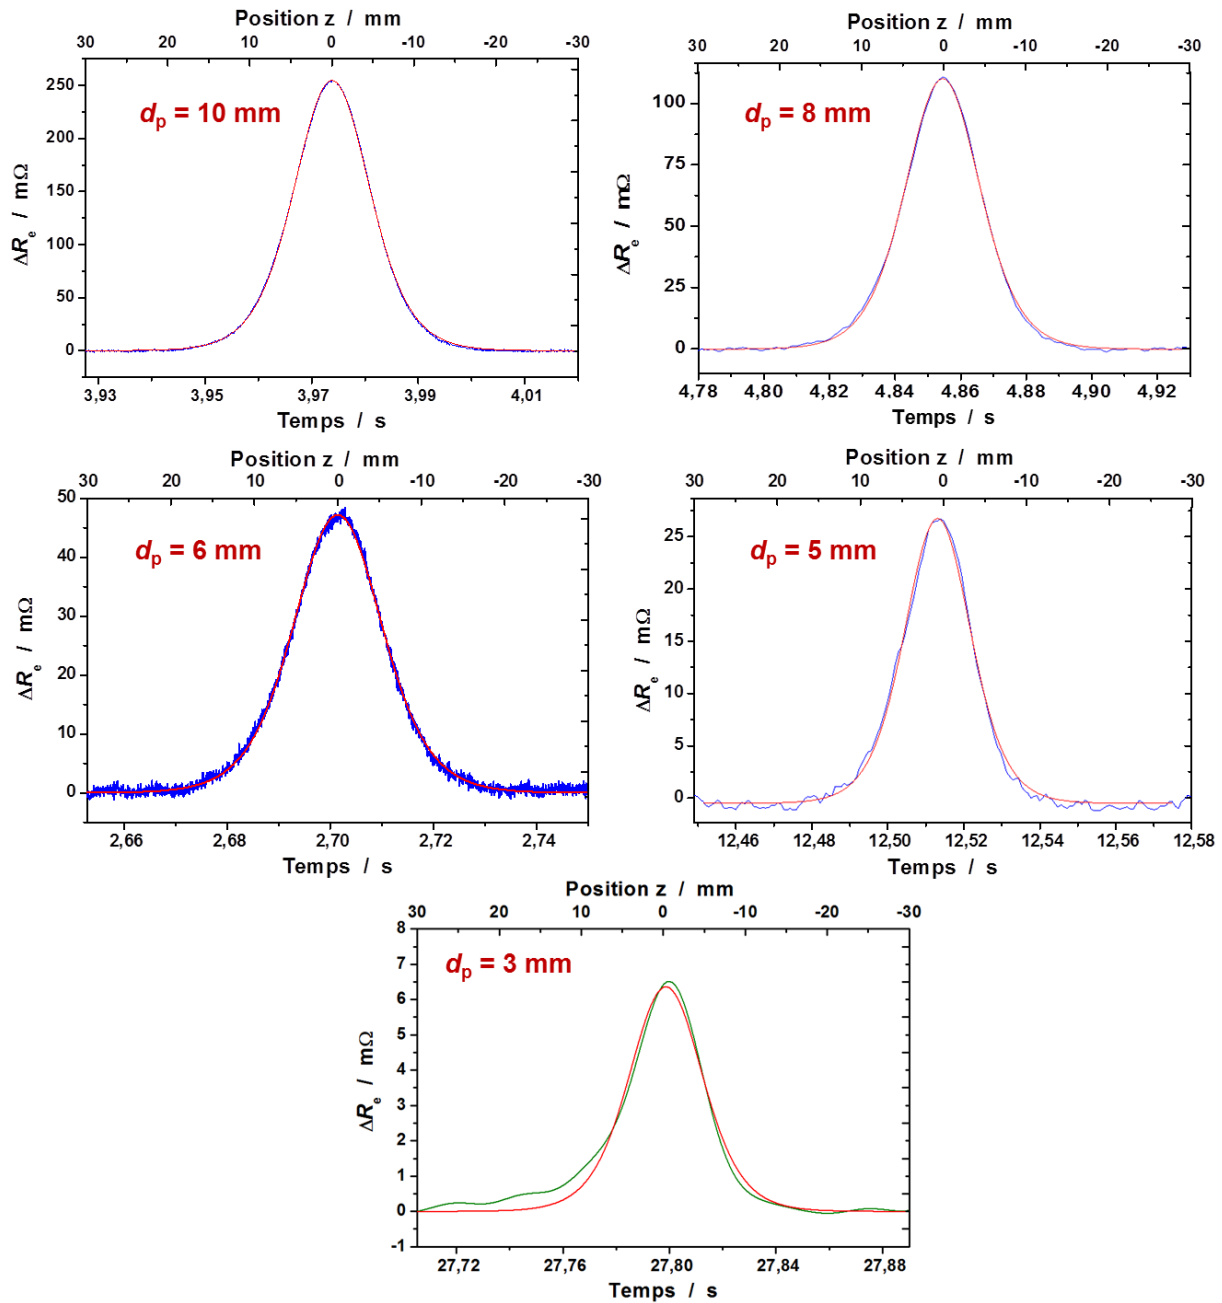 Position z / mm
30 20 10 0 -10 -20 -30
250
200
150
100
50
0
ΔRe / mΩ
dp = 10 mm
3,93 3,95 3,97 3,99 4,01
Temps / s
Position z / mm
30 20 10 0 -10 -20 -30
100
75
50
25
0
ΔRe / mΩ
dp = 8 mm
4,78 4,80 4,82 4,84 4,86 4,88 4,90 4,92
Temps / s
Position z / mm
30 20 10 0 -10 -20 -30
50
40
30
20
10
0
ΔRe / mΩ
dp = 6 mm
2,66 2,68 2,70 2,72 2,74
Temps / s
Position z / mm
30 20 10 0 -10 -20 -30
25
20
15
10
5
0
ΔRe / mΩ
dp = 5 mm
12,46 12,48 12,50 12,52 12,54 12,56 12,58
Temps / s
Position z / mm
30 20 10 0 -10 -20 -30
8
7
6
5
4
3
2
1
0
-1
ΔRe / mΩ
dp = 3 mm
27,72 27,76 27,80 27,84 27,88
Temps / s